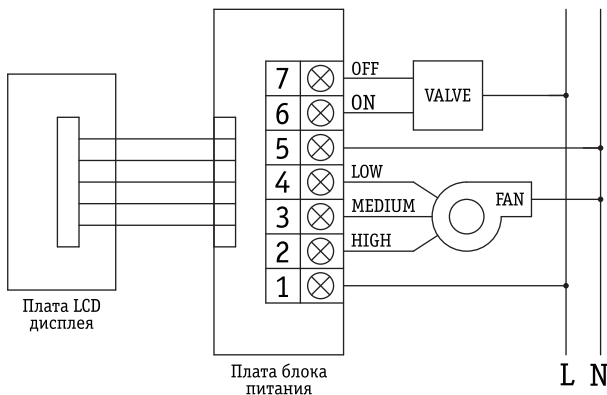 7 OFF
VALVE
6 ON
5
4 LOW
3 MEDIUM
FAN
2 HIGH
1
Плата LCD
дисплея
Плата блока
питания
L N